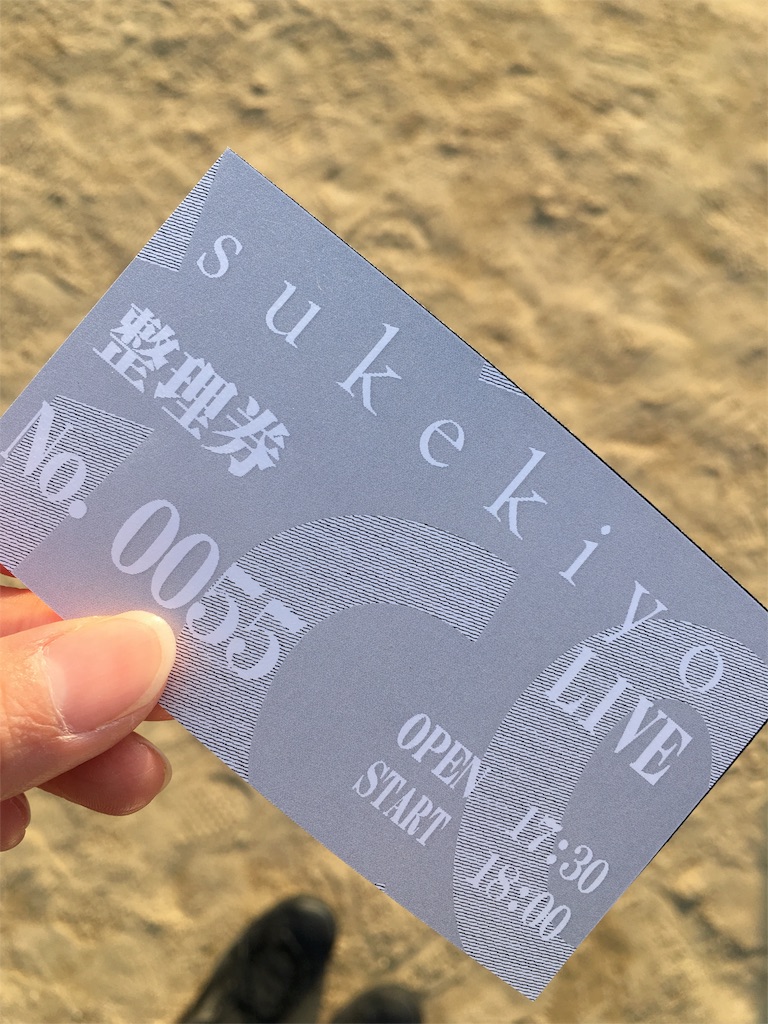 sukekiyo
LIVE
整理券
No. 0055
OPEN 17:30
START 18:00